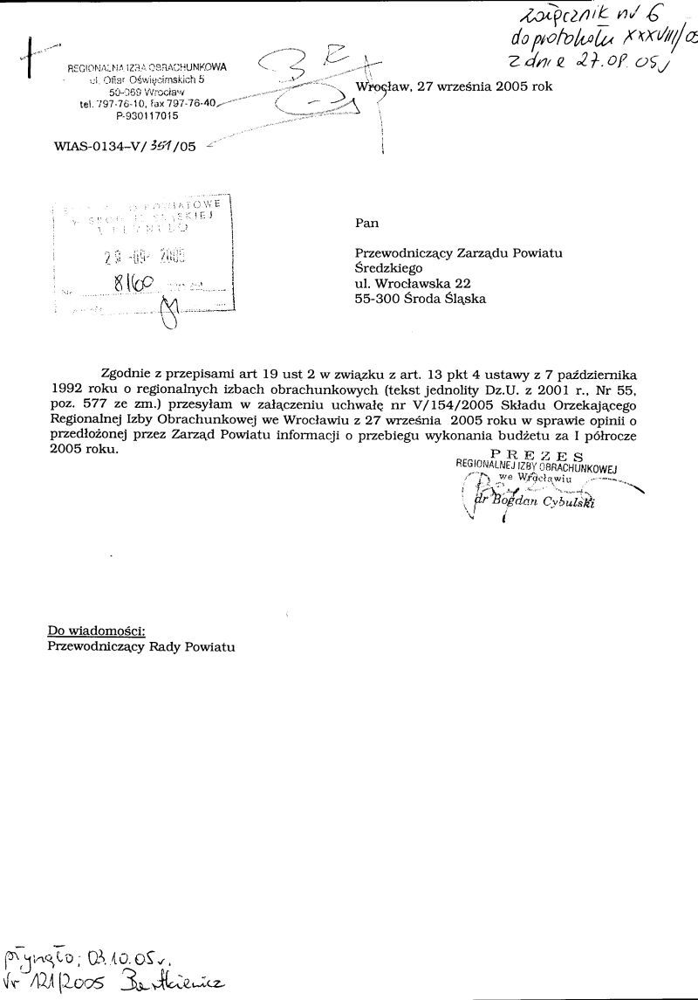 załącznik nr 6
do protokołu XXXVIII/05
z dnia 27.09.05r
REGIONALNA IZBA OBRACHUNKOWA
ul. Ofiar Oświęcimskich 5
50-069 Wrocław
tel. 797-76-10, fax 797-76-40
P-930117015
BR
Wrocław, 27 września 2005 rok
WIAS-0134–V/351/05
POWIATOWE
ŚLĄSKIEJ
WPŁYNĘŁO
29 -09- 2005
8160
Pan
Przewodniczący Zarządu Powiatu
Średzkiego
ul. Wrocławska 22
55-300 Środa Śląska
Zgodnie z przepisami art 19 ust 2 w związku z art. 13 pkt 4 ustawy z 7 października
1992 roku o regionalnych izbach obrachunkowych (tekst jednolity Dz.U. z 2001 r., Nr 55,
poz. 577 ze zm.) przesyłam w załączeniu uchwałę nr V/154/2005 Składu Orzekającego
Regionalnej Izby Obrachunkowej we Wrocławiu z 27 września 2005 roku w sprawie opinii o
przedłożonej przez Zarząd Powiatu informacji o przebiegu wykonania budżetu za I półrocze
2005 roku.
PREZES
REGIONALNEJ IZBY OBRACHUNKOWEJ
we Wrocławiu
dr Bogdan Cybulski
Do wiadomości:
Przewodniczący Rady Powiatu
płynęło; 03.10.05r.
Nr 121/2005 Bertkiewicz